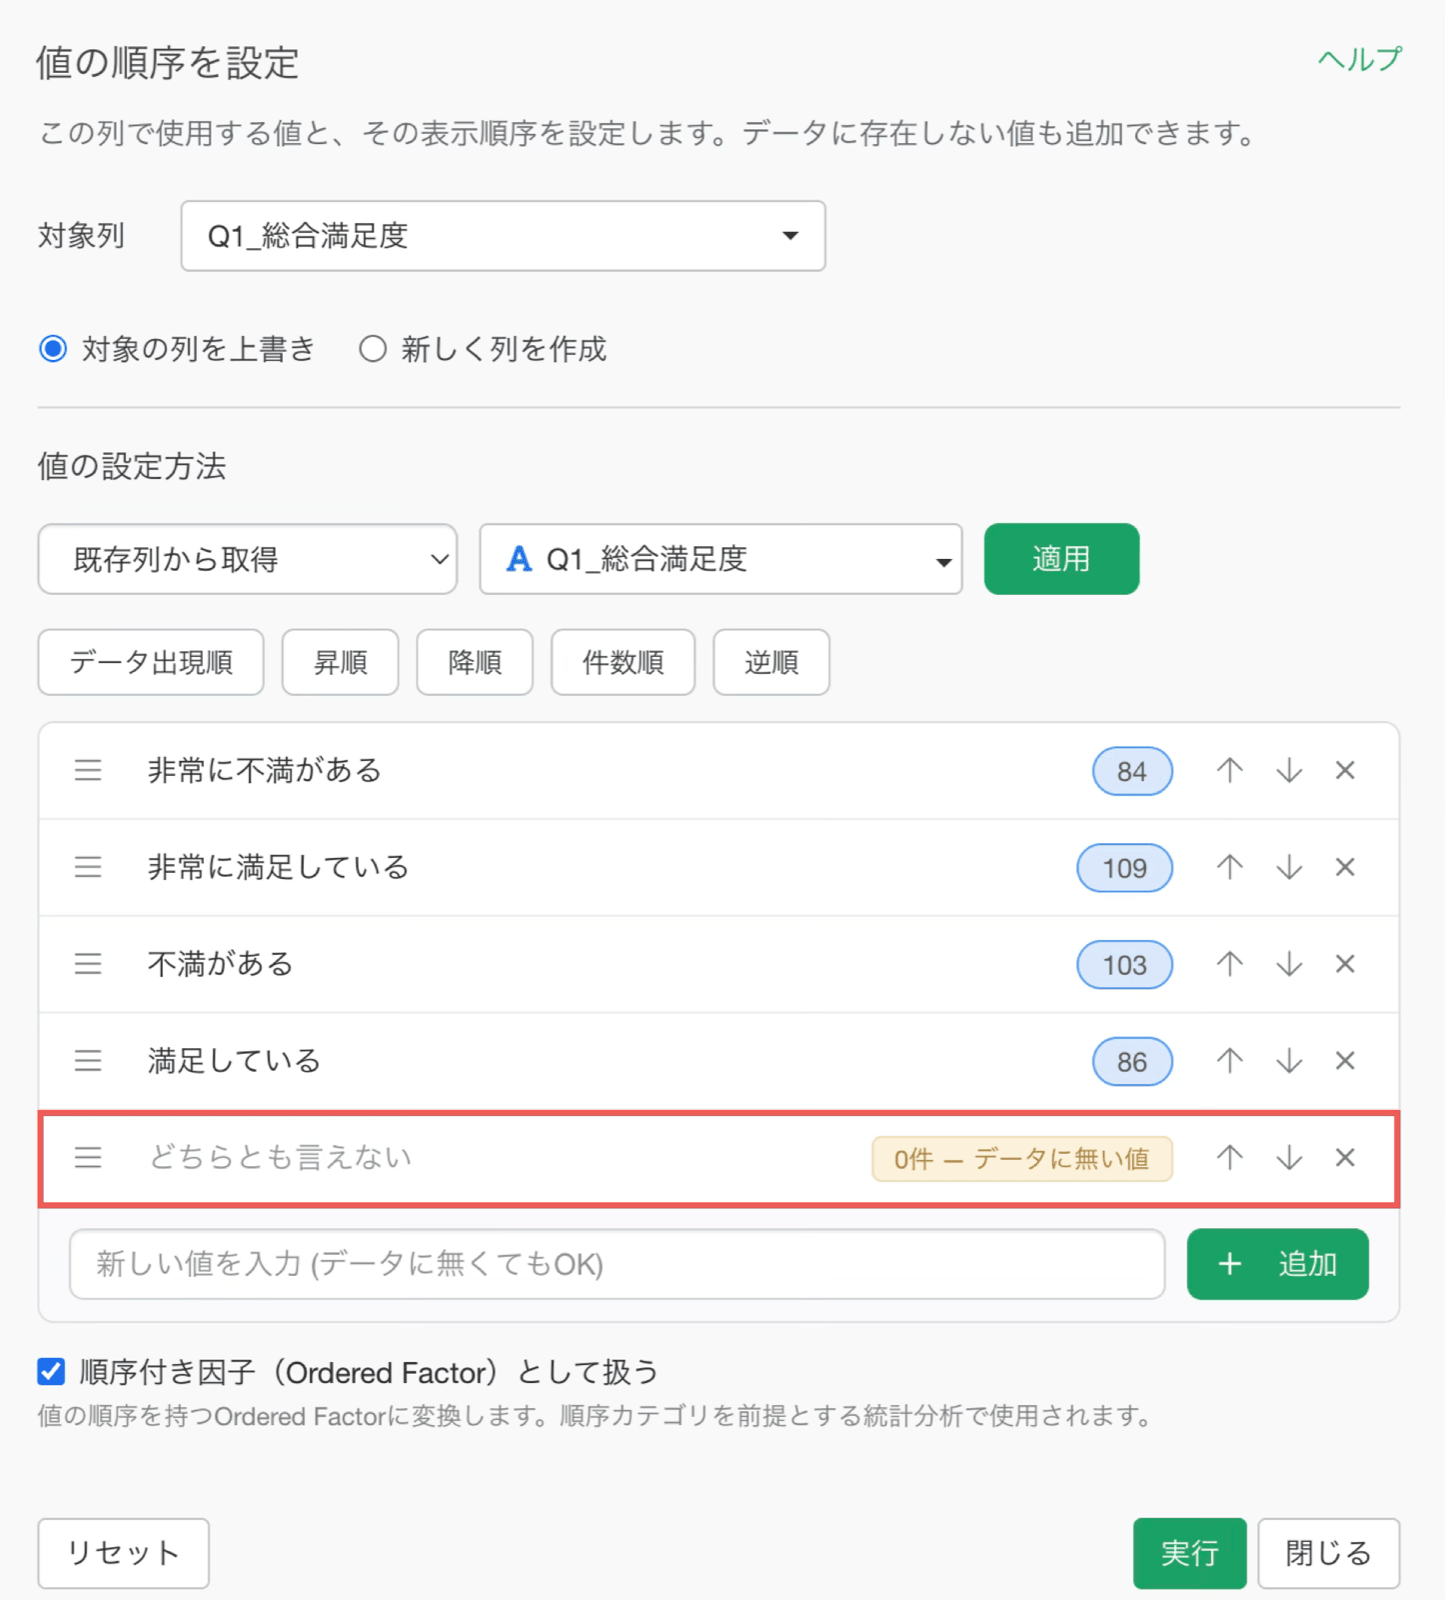 値の順序を設定
ヘルプ
この列で使用する値と、その表示順序を設定します。データに存在しない値も追加できます。
対象列 Q1_総合満足度
対象の列を上書き 新しく列を作成
値の設定方法
既存列から取得 A Q1_総合満足度 適用
データ出現順 昇順 降順 件数順 逆順
非常に不満がある 84
非常に満足している 109
不満がある 103
満足している 86
どちらとも言えない 0件 — データに無い値
新しい値を入力 (データに無くてもOK) + 追加
順序付き因子（Ordered Factor）として扱う
値の順序を持つOrdered Factorに変換します。順序カテゴリを前提とする統計分析で使用されます。
リセット 実行 閉じる